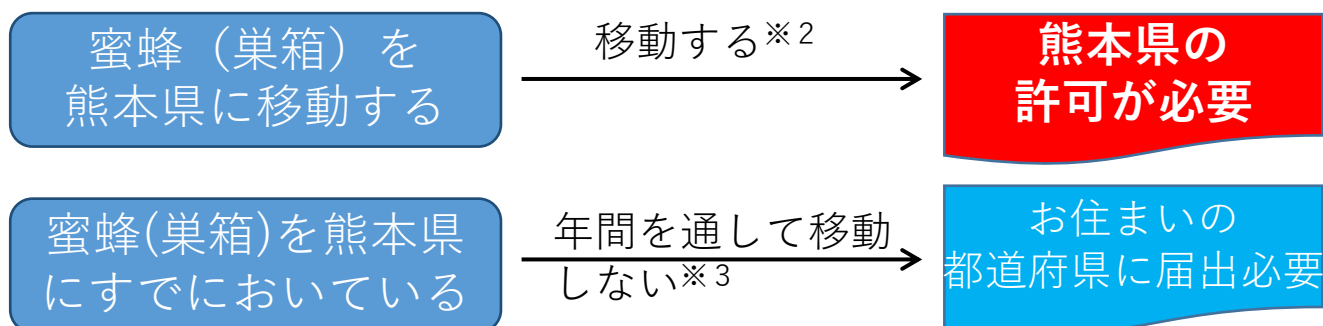 蜜蜂（巣箱）を
熊本県に移動する
移動する※2
熊本県の
許可が必要
蜜蜂(巣箱)を熊本県
にすでにおいている
年間を通して移動
しない※3
お住まいの
都道府県に届出必要